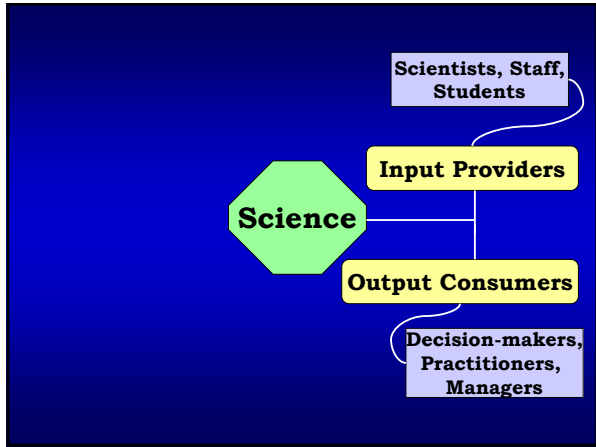 Scientists, Staff,
Students
Input Providers
Science
Output Consumers
Decision-makers,
Practitioners,
Managers